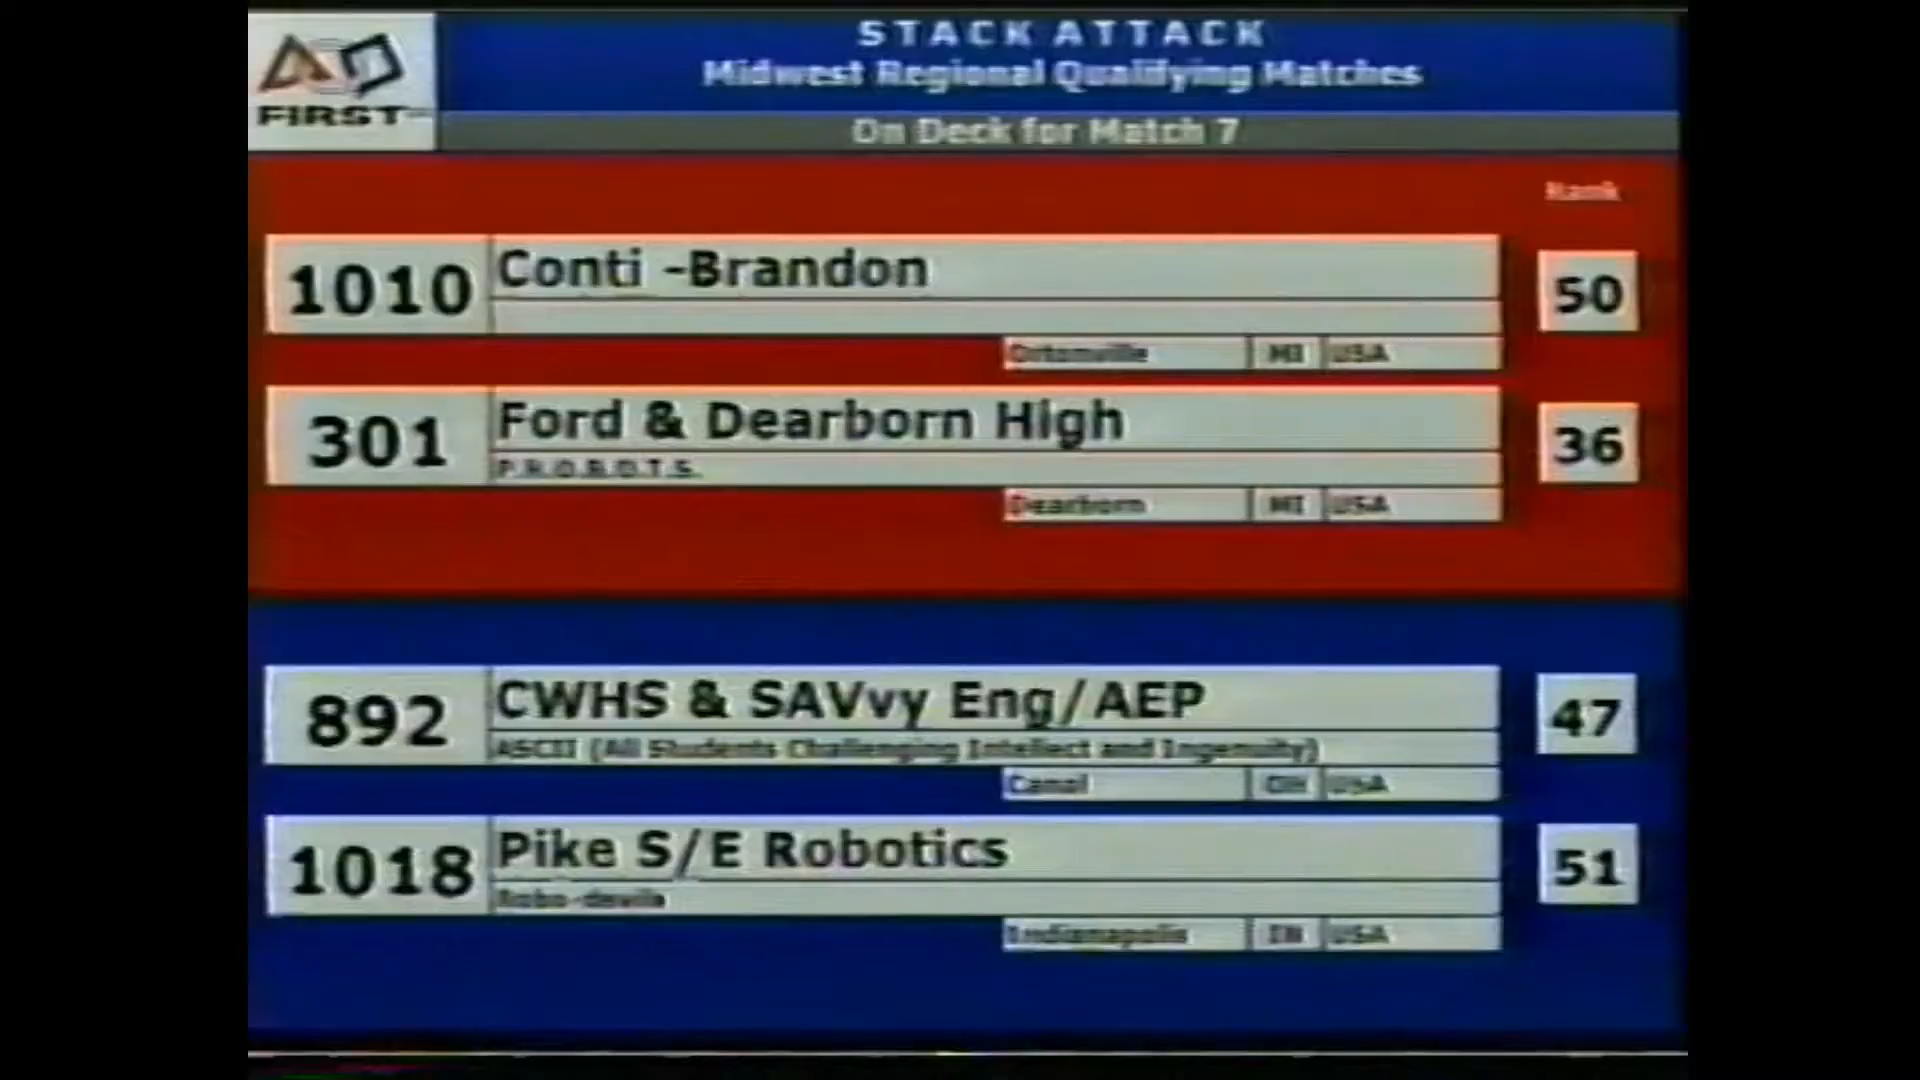 STACK ATTACK
Midwest Regional Qualifying Matches
FIRST
On Deck for Match 7
Rank
1010 Conti -Brandon 50
Ortonville MI USA
301 Ford & Dearborn High 36
P.R.O.B.O.T.S.
Dearborn MI USA
892 CWHS & SAVvy Eng/AEP 47
ASCII (All Students Challenging Intellect and Ingenuity)
Canal OH USA
1018 Pike S/E Robotics 51
Robo-devils
Indianapolis IN USA